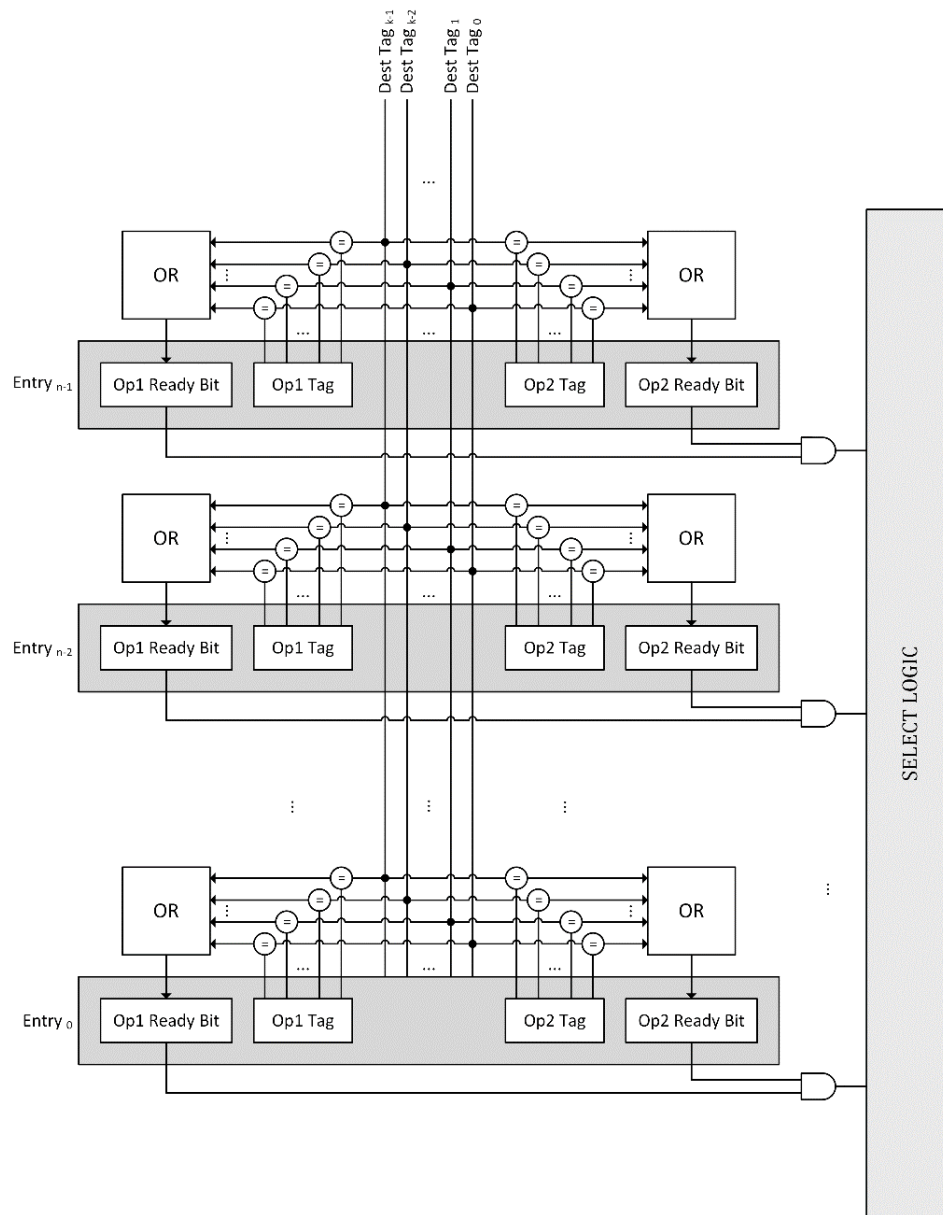 Dest Tag k-1
Dest Tag k-2
...
Dest Tag 1
Dest Tag 0
OR
=
=
=
=
...
...
=
=
=
=
...
...
...
OR
Entry n-1
Op1 Ready Bit
Op1 Tag
Op2 Tag
Op2 Ready Bit
OR
=
=
=
=
...
...
=
=
=
=
...
...
...
OR
Entry n-2
Op1 Ready Bit
Op1 Tag
Op2 Tag
Op2 Ready Bit
SELECT LOGIC
...
...
...
...
OR
=
=
=
=
...
...
=
=
=
=
...
...
...
OR
Entry 0
Op1 Ready Bit
Op1 Tag
Op2 Tag
Op2 Ready Bit